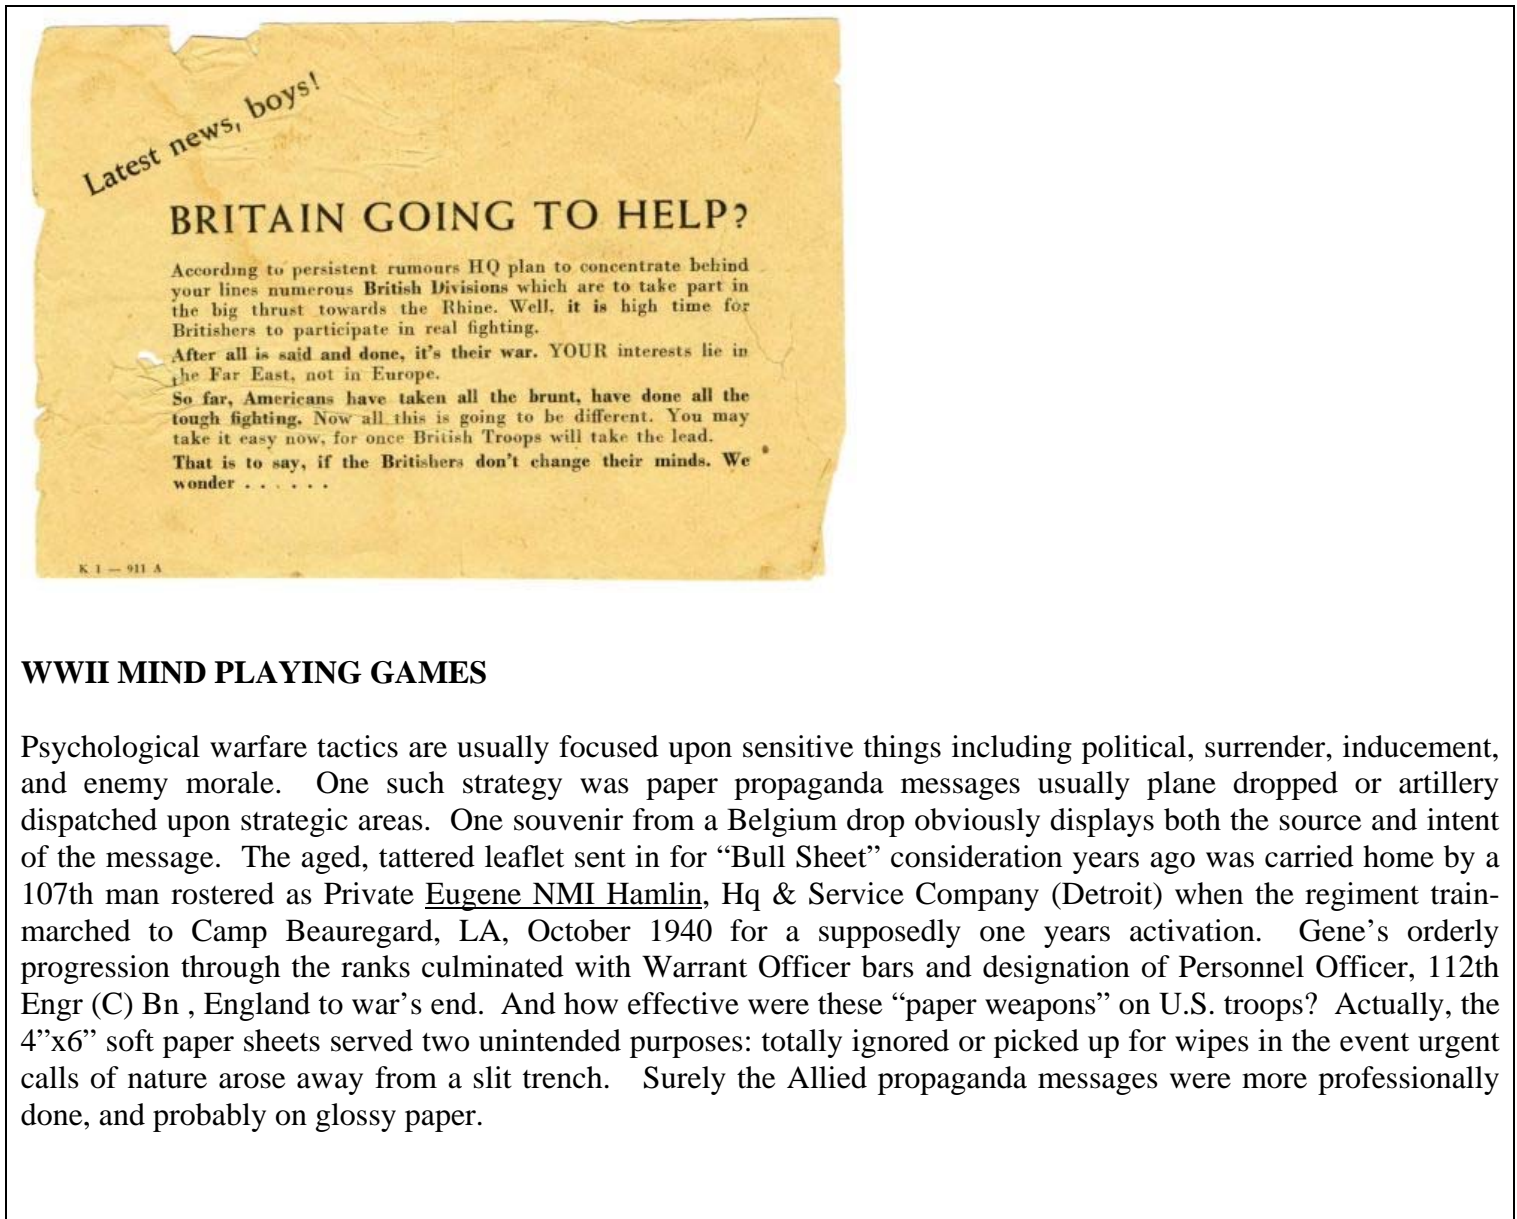 Latest news, boys!
BRITAIN GOING TO HELP?
According to persistent rumours HQ plan to concentrate behind
your lines numerous British Divisions which are to take part in
the big thrust towards the Rhine. Well, it is high time for
Britishers to participate in real fighting.
After all is said and done, it's their war. YOUR interests lie in
the Far East, not in Europe.
So far, Americans have taken all the brunt, have done all the
tough fighting. Now all this is going to be different. You may
take it easy now, for once British Troops will take the lead.
That is to say, if the Britishers don't change their minds. We
wonder . . . . . .
K 1 — 911 A
WWII MIND PLAYING GAMES
Psychological warfare tactics are usually focused upon sensitive things including political, surrender, inducement,
and enemy morale. One such strategy was paper propaganda messages usually plane dropped or artillery
dispatched upon strategic areas. One souvenir from a Belgium drop obviously displays both the source and intent
of the message. The aged, tattered leaflet sent in for “Bull Sheet” consideration years ago was carried home by a
107th man rostered as Private Eugene NMI Hamlin, Hq & Service Company (Detroit) when the regiment train-
marched to Camp Beauregard, LA, October 1940 for a supposedly one years activation. Gene’s orderly
progression through the ranks culminated with Warrant Officer bars and designation of Personnel Officer, 112th
Engr (C) Bn , England to war’s end. And how effective were these “paper weapons” on U.S. troops? Actually, the
4”x6” soft paper sheets served two unintended purposes: totally ignored or picked up for wipes in the event urgent
calls of nature arose away from a slit trench. Surely the Allied propaganda messages were more professionally
done, and probably on glossy paper.